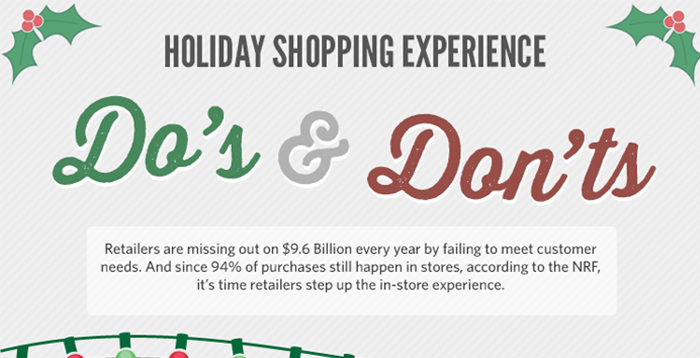 HOLIDAY SHOPPING EXPERIENCE
Do's & Don'ts
Retailers are missing out on $9.6 Billion every year by failing to meet customer
needs. And since 94% of purchases still happen in stores, according to the NRF,
it's time retailers step up the in-store experience.